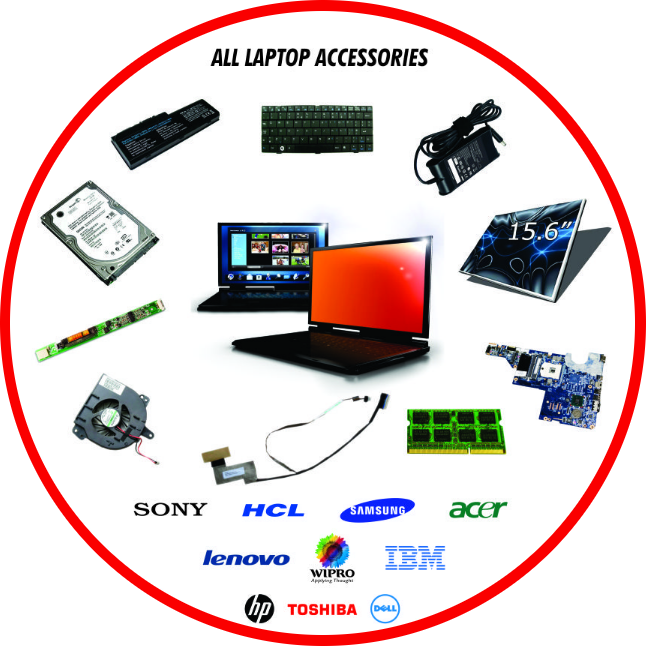 ALL LAPTOP ACCESSORIES
15.6”
SONY
HCL
SAMSUNG
acer
lenovo
WIPRO
Applying Thought
IBM
hp
TOSHIBA
DELL